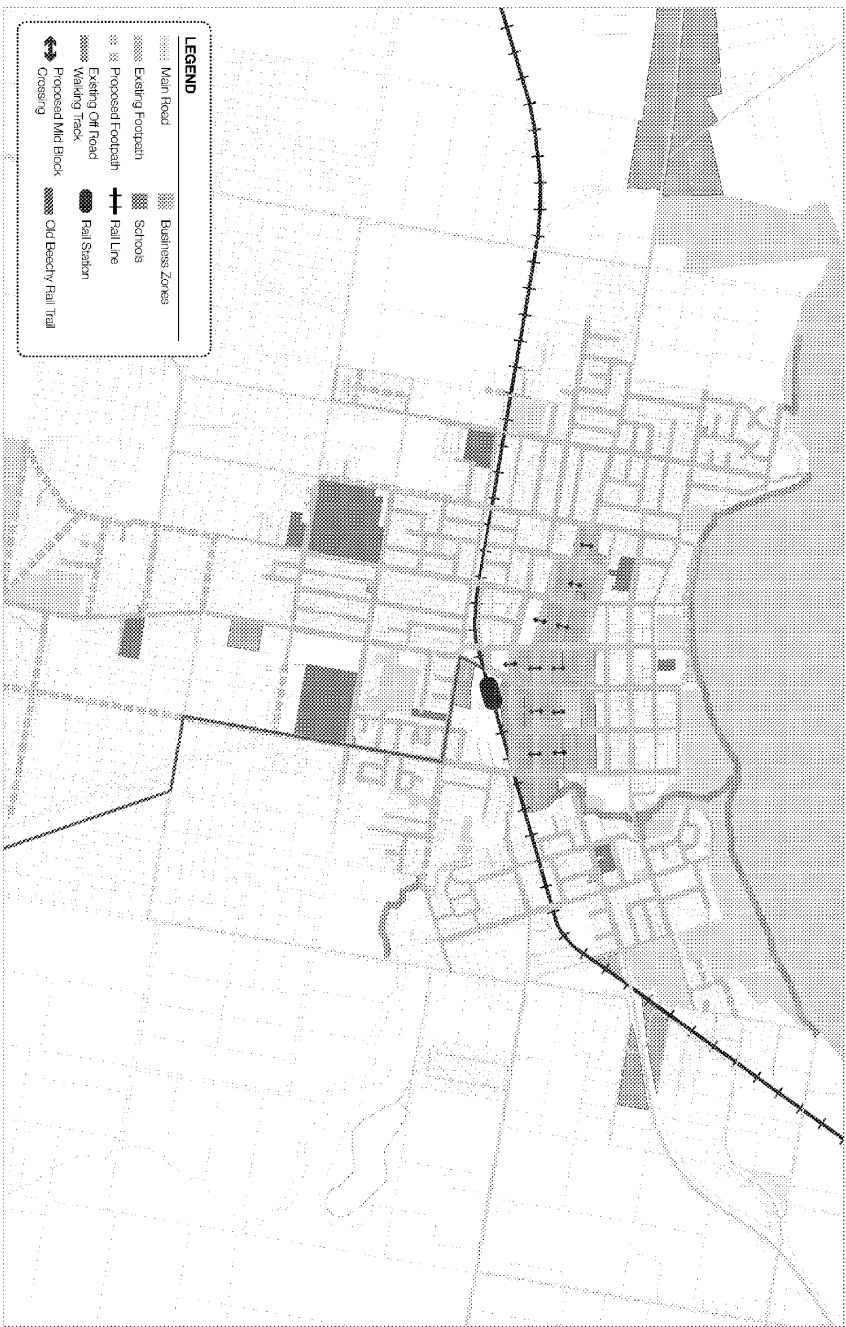 LEGEND
Main Road
Existing Footpath
Proposed Footpath
Existing Off Road
Walking Track
Proposed Mid Block
Crossing
Business Zones
Schools
Rail Line
Rail Station
Old Beechy Rail Trail